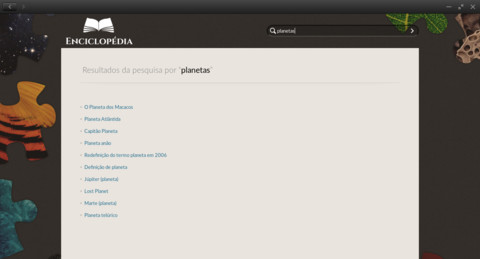 ENCICLOPÉDIA
planetas
Resultados da pesquisa por "planetas"
O Planeta dos Macacos
Planeta Atlântida
Capitão Planeta
Planeta anão
Redefinição do termo planeta em 2006
Definição de planeta
Júpiter (planeta)
Lost Planet
Marte (planeta)
Planeta telúrico